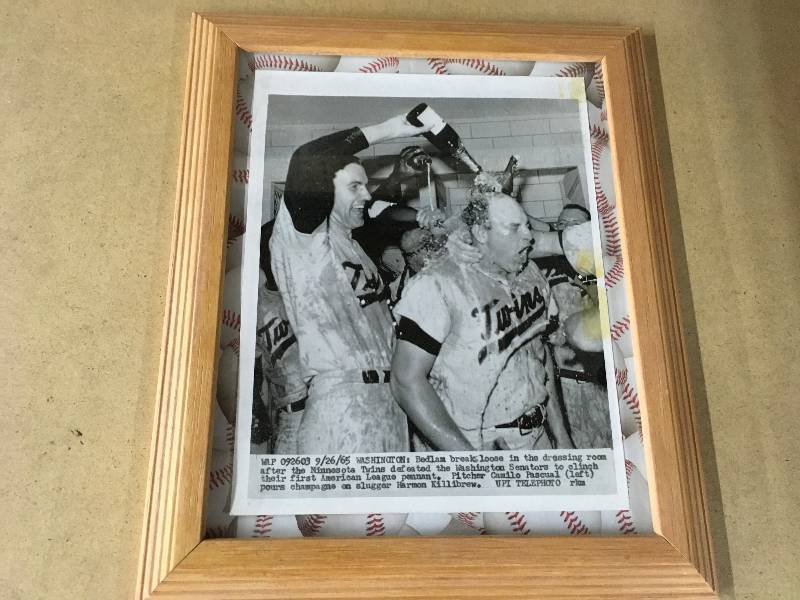 Twins
Twins
WAP 092603 9/26/65 WASHINGTON: Bedlam breaks loose in the dressing room
after the Minnesota Twins defeated the Washington Senators to clinch
their first American League pennant. Pitcher Camilo Pascual (left)
pours champagne on slugger Harmon Killibrew. UPI TELEPHOTO rkm